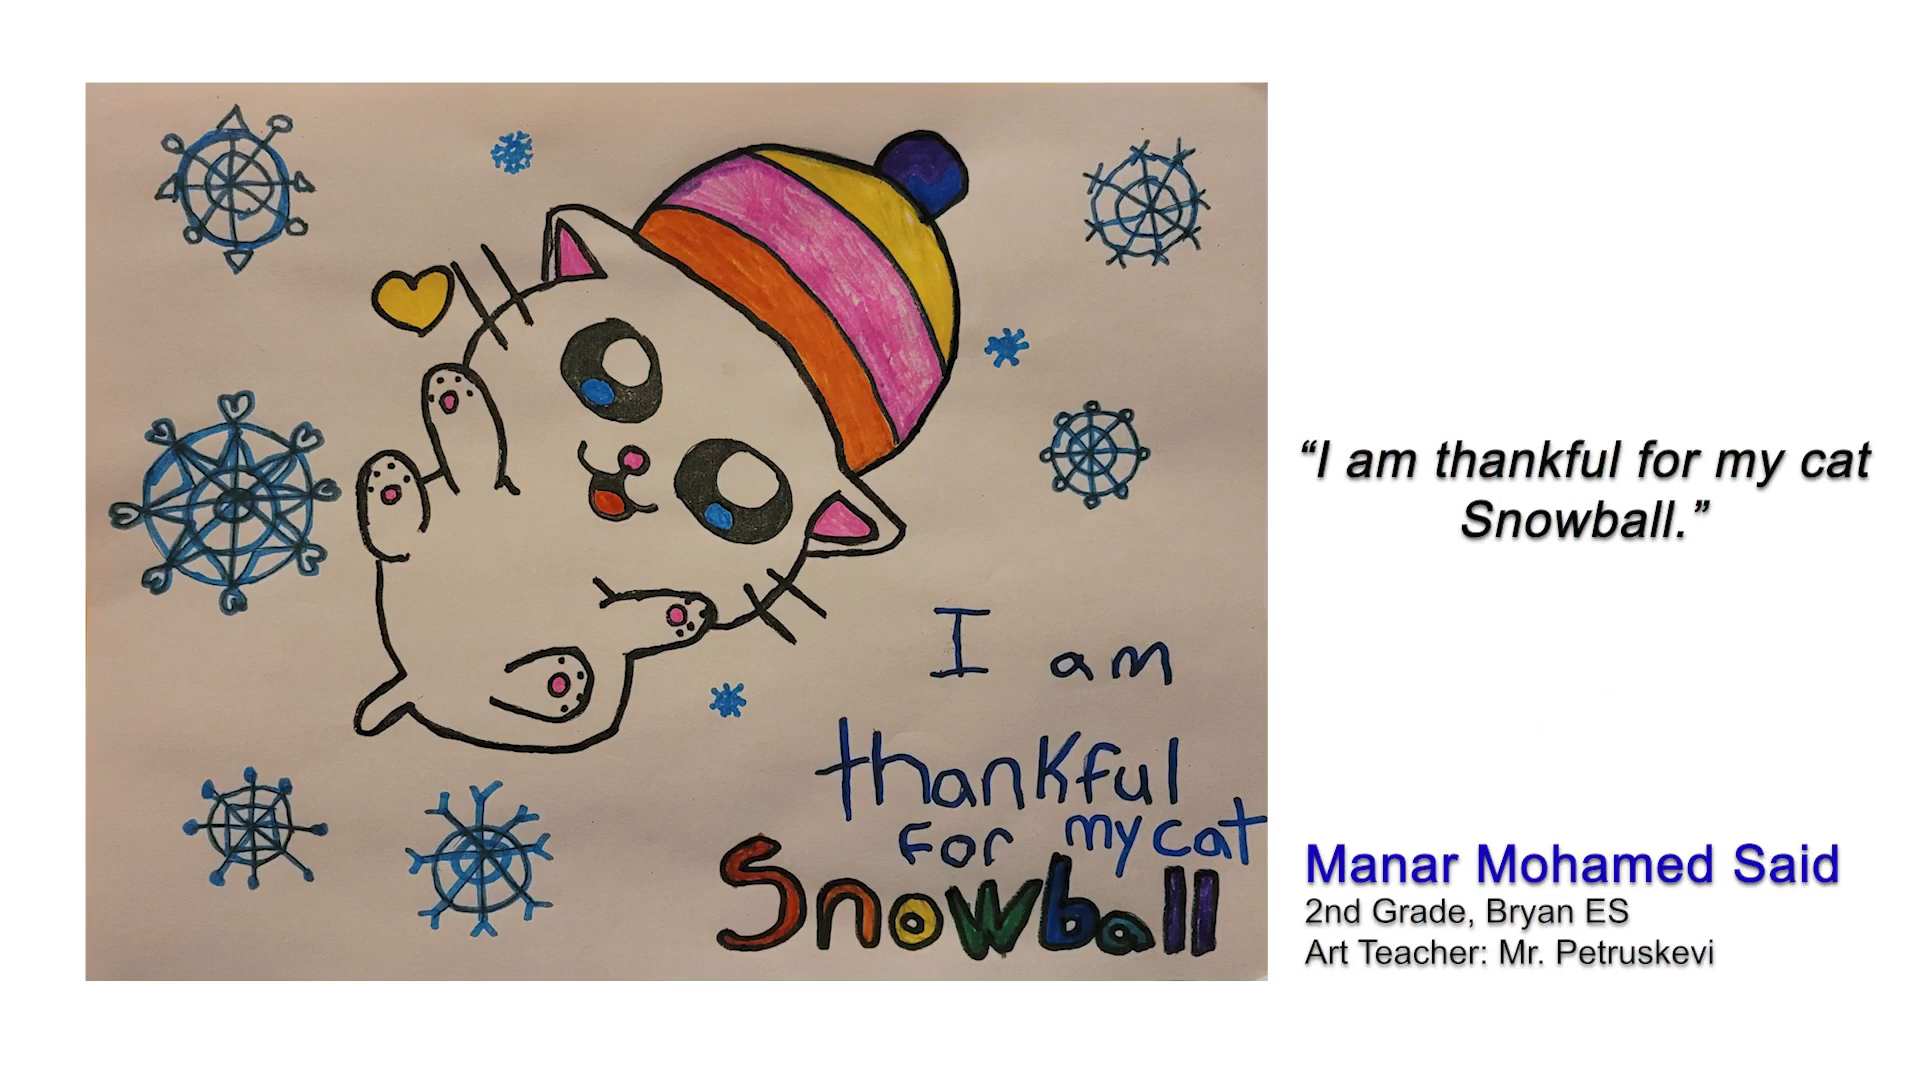 I am
thankful
for my cat
Snowball
“I am thankful for my cat
Snowball.”
Manar Mohamed Said
2nd Grade, Bryan ES
Art Teacher: Mr. Petruskevi